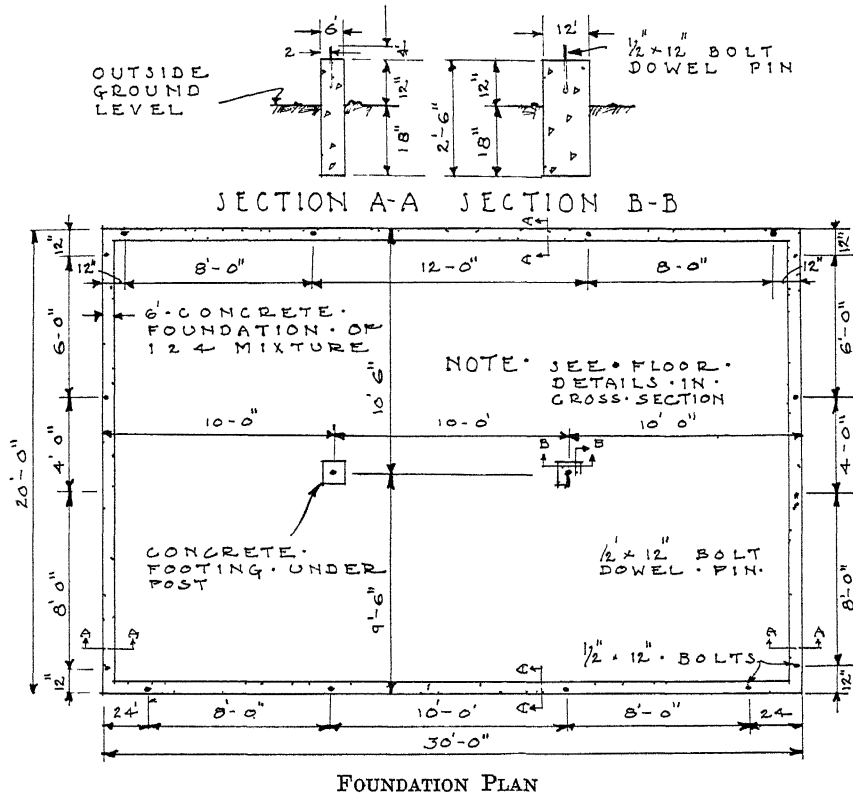 6'
2
4"
12"
18"
OUTSIDE
GROUND
LEVEL
12'
1/2" x 12" BOLT
DOWEL PIN
2'-6"
12"
18"
SECTION A-A SECTION B-B
12"
12"
8'-0"
12-0"
8-0"
12"
12"
A
A
6'·CONCRETE·
FOUNDATION·OF
1 2 4 MIXTURE
6-0"
10' 6"
NOTE· SEE·FLOOR·
DETAILS·IN·
CROSS·SECTION
6'-0"
10-0"
10-0'
10' 0"
20'-0"
4' 0"
B B
4-0"
CONCRETE·
FOOTING·UNDER
POST
1/2' x 12" BOLT
DOWEL·PIN·
8' 0"
9'-6"
8'-0"
A A
A A
1/2" x 12"·BOLTS
12"
A
A
12"
24'
8'-0"
10'-0'
8'-0"
24
30'-0"
FOUNDATION PLAN